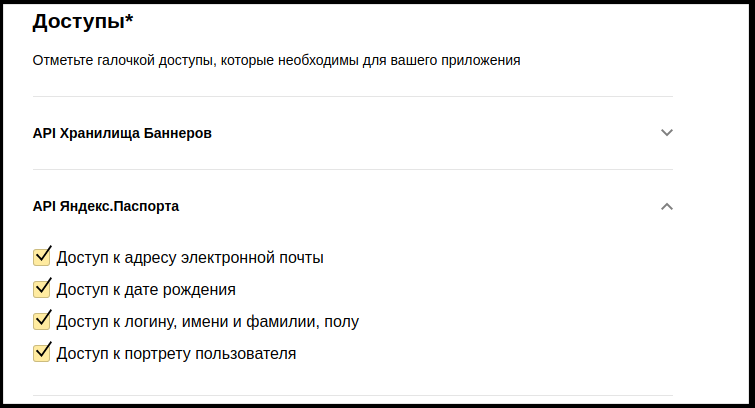 Доступы*
Отметьте галочкой доступы, которые необходимы для вашего приложения
API Хранилища Баннеров
API Яндекс.Паспорта
Доступ к адресу электронной почты
Доступ к дате рождения
Доступ к логину, имени и фамилии, полу
Доступ к портрету пользователя